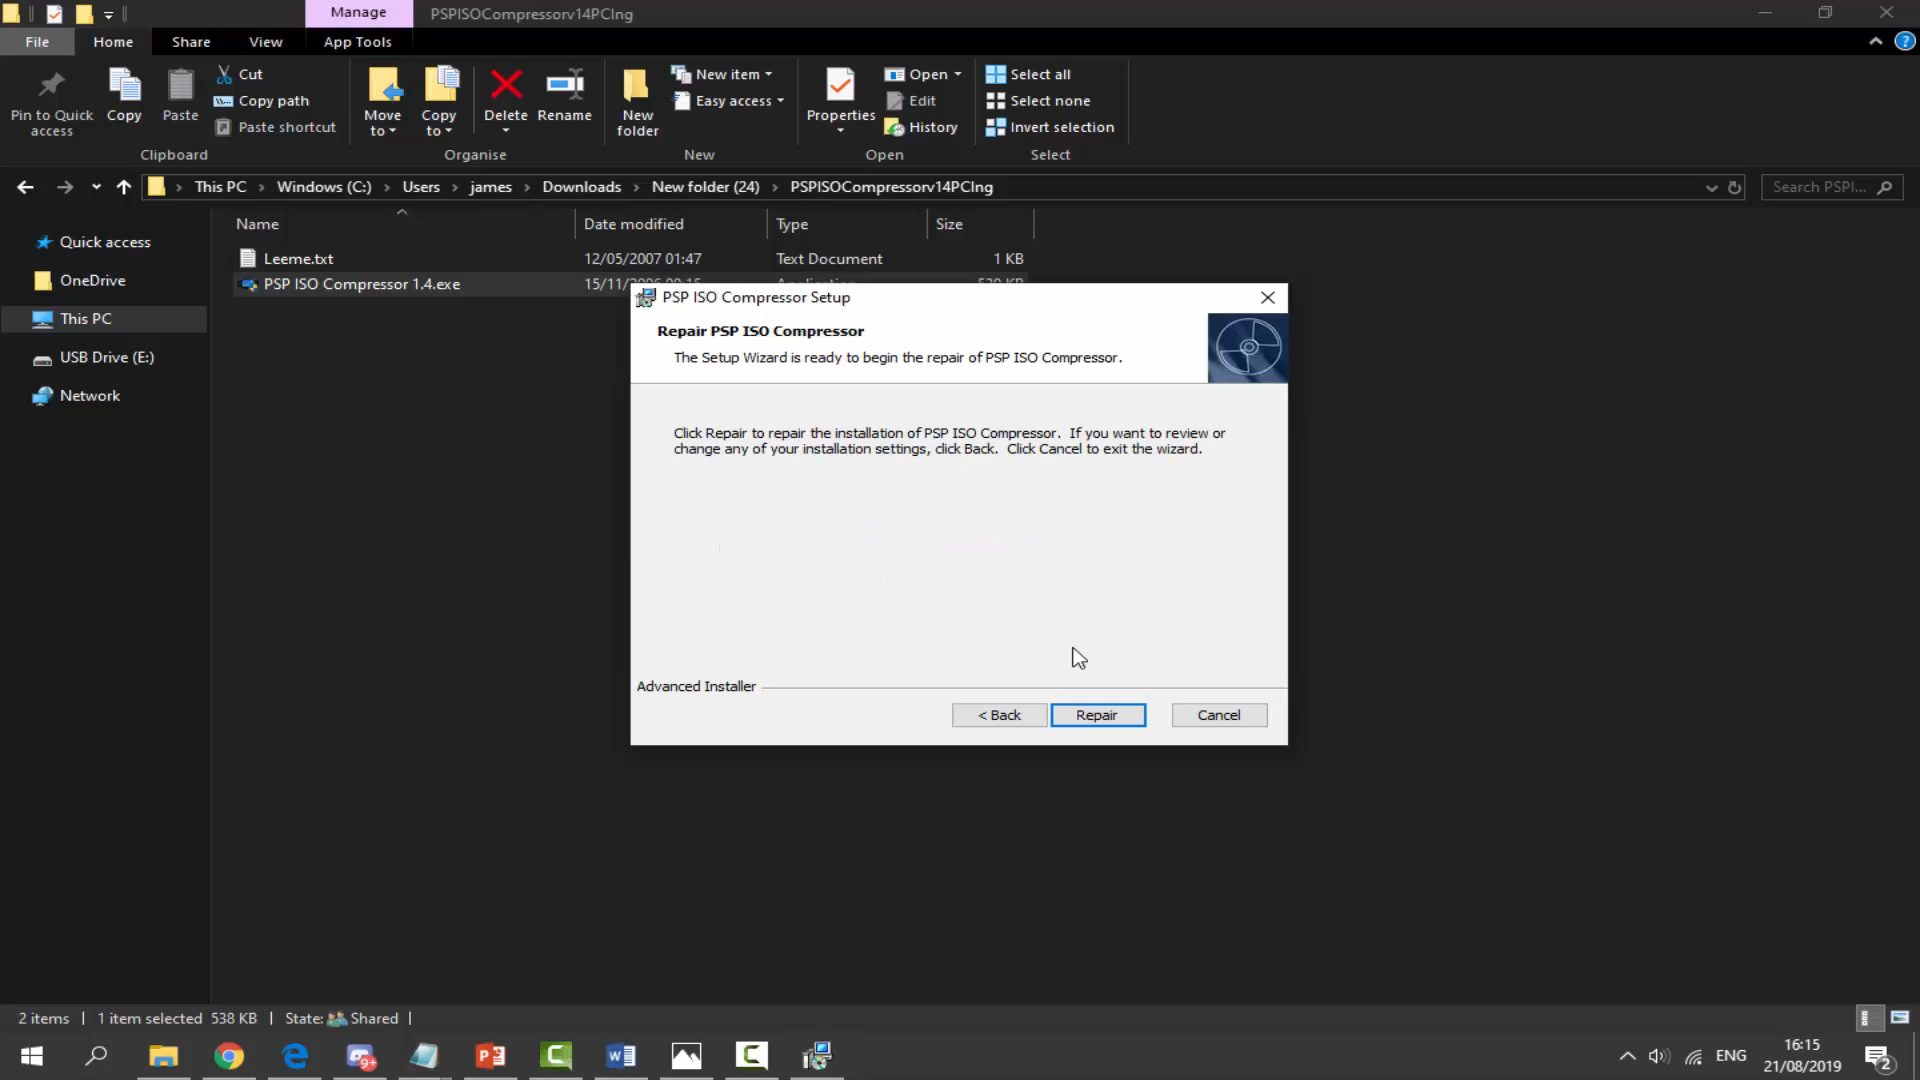 Manage
PSPISOCompressorv14PCIng
File
Home
Share
View
App Tools
Pin to Quick
access
Copy
Paste
Cut
Copy path
Paste shortcut
Clipboard
Move
to
Copy
to
Delete
Rename
Organise
New
folder
New item
Easy access
New
Properties
Open
Edit
History
Open
Select all
Select none
Invert selection
Select
This PC
Windows (C:)
Users
james
Downloads
New folder (24)
PSPISOCompressorv14PCIng
Search PSPI...
Name
Date modified
Type
Size
Quick access
OneDrive
This PC
USB Drive (E:)
Network
Leeme.txt
12/05/2007 01:47
Text Document
1 KB
PSP ISO Compressor 1.4.exe
PSP ISO Compressor Setup
Repair PSP ISO Compressor
The Setup Wizard is ready to begin the repair of PSP ISO Compressor.
Click Repair to repair the installation of PSP ISO Compressor. If you want to review or
change any of your installation settings, click Back. Click Cancel to exit the wizard.
Advanced Installer
< Back
Repair
Cancel
2 items
1 item selected 538 KB
State:
Shared
9+
ENG
16:15
21/08/2019
2